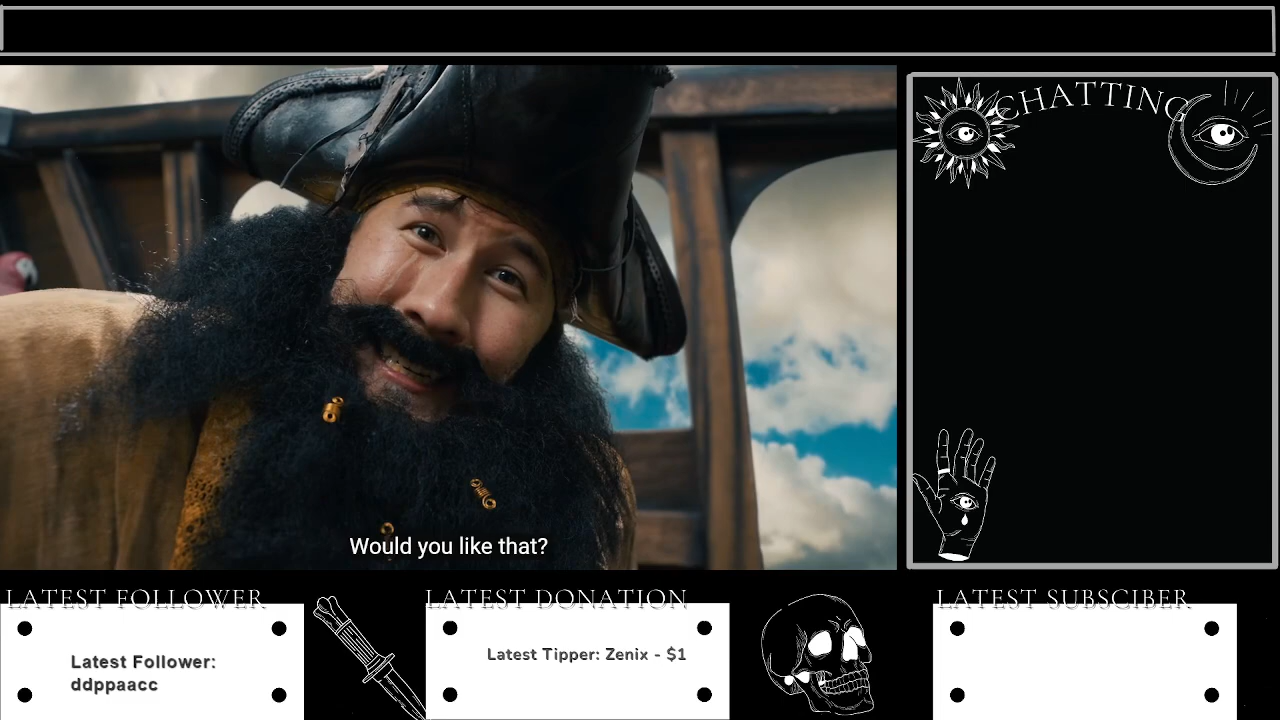 CHATTING
Would you like that?
LATEST FOLLOWER
LATEST DONATION
LATEST SUBSCIBER
Latest Follower:
ddppaacc
Latest Tipper: Zenix - $1